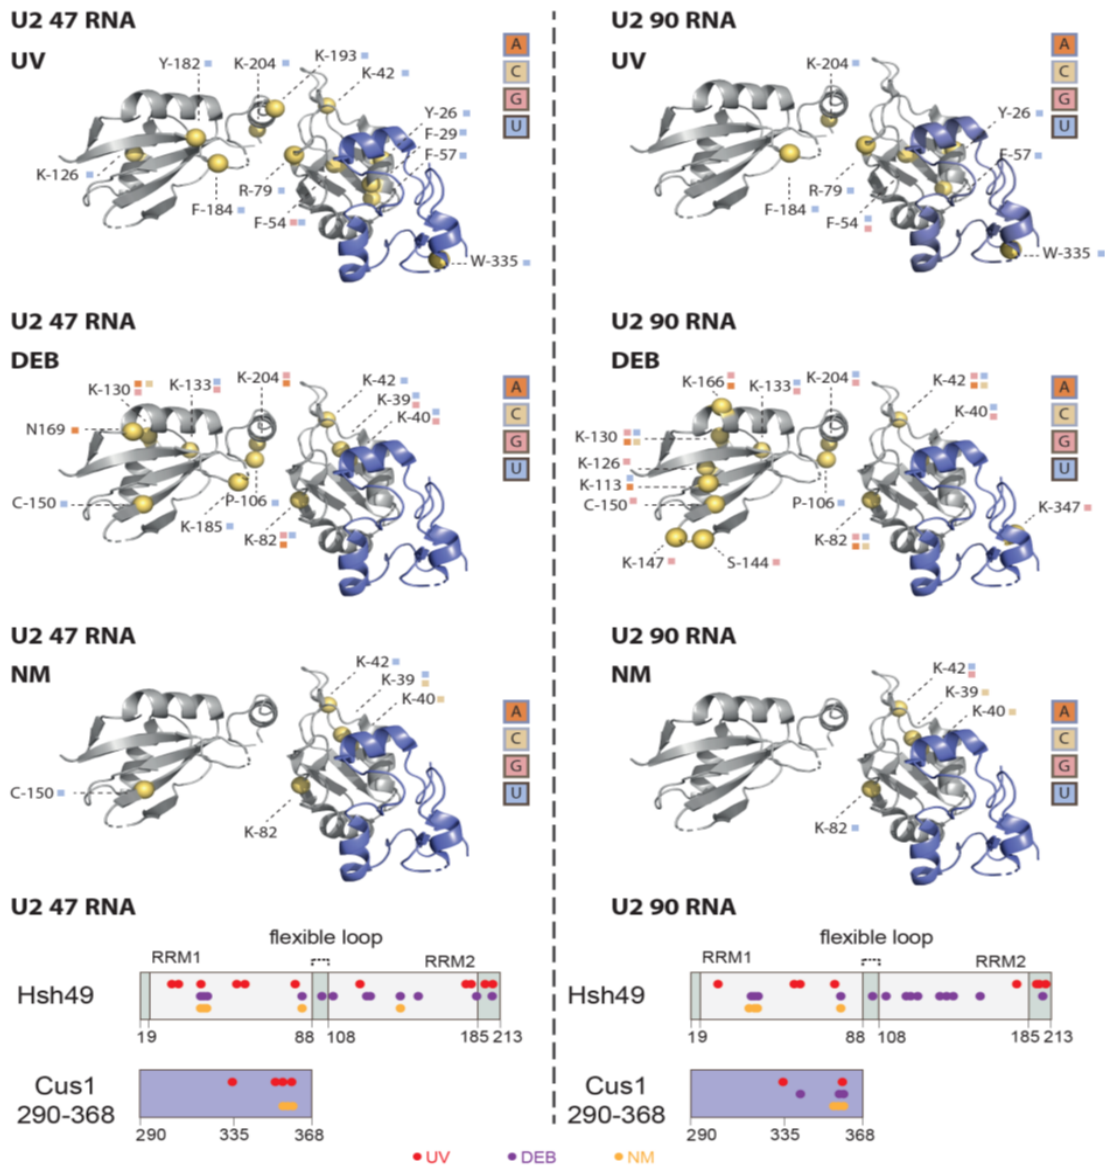 U2 47 RNA
UV
Y-182
K-204
K-193
K-42
Y-26
F-29
F-57
K-126
R-79
F-184
F-54
W-335
A
C
G
U
U2 90 RNA
UV
K-204
Y-26
F-57
R-79
F-184
F-54
W-335
A
C
G
U
U2 47 RNA
DEB
K-130
K-133
K-204
K-42
K-39
K-40
N169
C-150
P-106
K-185
K-82
A
C
G
U
U2 90 RNA
DEB
K-166
K-133
K-204
K-42
K-40
K-130
K-126
K-113
C-150
P-106
K-347
K-82
K-147
S-144
A
C
G
U
U2 47 RNA
NM
K-42
K-39
K-40
C-150
K-82
A
C
G
U
U2 90 RNA
NM
K-42
K-39
K-40
K-82
A
C
G
U
U2 47 RNA
flexible loop
RRM1
RRM2
Hsh49
19
88
108
185
213
Cus1
290-368
290
335
368
U2 90 RNA
flexible loop
RRM1
RRM2
Hsh49
19
88
108
185
213
Cus1
290-368
290
335
368
UV
DEB
NM